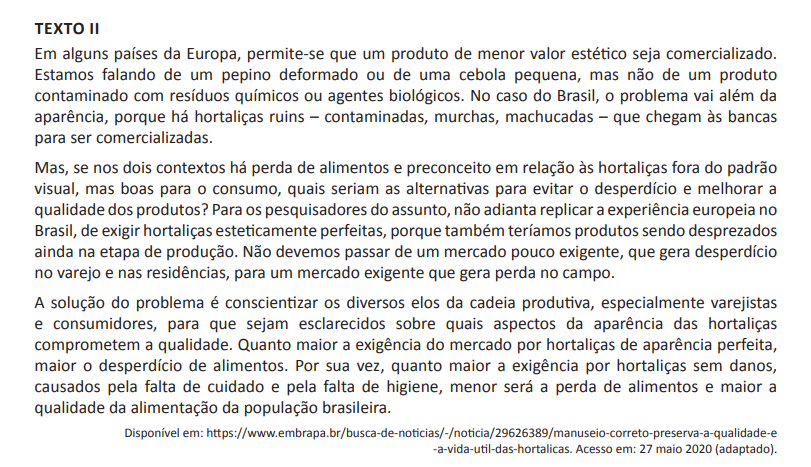 TEXTO II
Em alguns países da Europa, permite-se que um produto de menor valor estético seja comercializado.
Estamos falando de um pepino deformado ou de uma cebola pequena, mas não de um produto
contaminado com resíduos químicos ou agentes biológicos. No caso do Brasil, o problema vai além da
aparência, porque há hortaliças ruins – contaminadas, murchas, machucadas – que chegam às bancas
para ser comercializadas.
Mas, se nos dois contextos há perda de alimentos e preconceito em relação às hortaliças fora do padrão
visual, mas boas para o consumo, quais seriam as alternativas para evitar o desperdício e melhorar a
qualidade dos produtos? Para os pesquisadores do assunto, não adianta replicar a experiência europeia no
Brasil, de exigir hortaliças esteticamente perfeitas, porque também teríamos produtos sendo desprezados
ainda na etapa de produção. Não devemos passar de um mercado pouco exigente, que gera desperdício
no varejo e nas residências, para um mercado exigente que gera perda no campo.
A solução do problema é conscientizar os diversos elos da cadeia produtiva, especialmente varejistas
e consumidores, para que sejam esclarecidos sobre quais aspectos da aparência das hortaliças
comprometem a qualidade. Quanto maior a exigência do mercado por hortaliças de aparência perfeita,
maior o desperdício de alimentos. Por sua vez, quanto maior a exigência por hortaliças sem danos,
causados pela falta de cuidado e pela falta de higiene, menor será a perda de alimentos e maior a
qualidade da alimentação da população brasileira.
Disponível em: https://www.embrapa.br/busca-de-noticias/-/noticia/29626389/manuseio-correto-preserva-a-qualidade-e
-a-vida-util-das-hortalicas. Acesso em: 27 maio 2020 (adaptado).